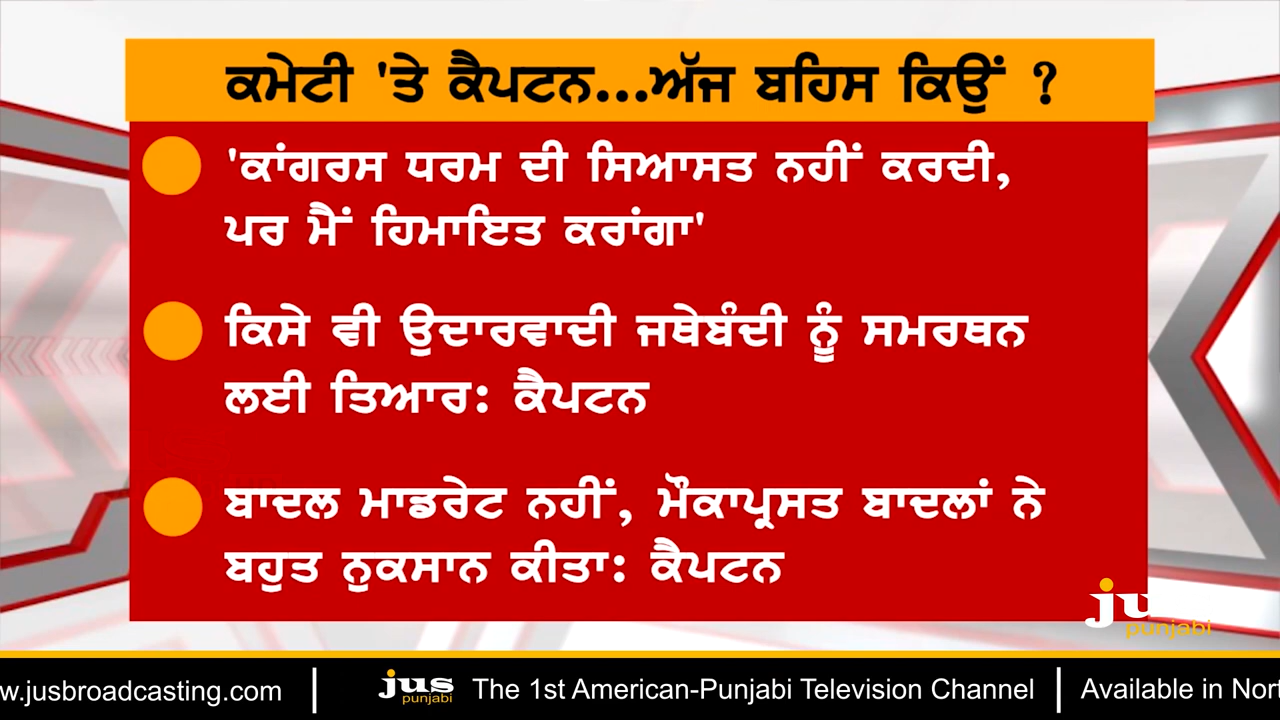 ਕਮੇਟੀ 'ਤੇ ਕੈਪਟਨ...ਅੱਜ ਬਹਿਸ ਕਿਉਂ ?
'ਕਾਂਗਰਸ ਧਰਮ ਦੀ ਸਿਆਸਤ ਨਹੀਂ ਕਰਦੀ,
ਪਰ ਮੈਂ ਹਿਮਾਇਤ ਕਰਾਂਗਾ'
ਕਿਸੇ ਵੀ ਉਦਾਰਵਾਦੀ ਜਥੇਬੰਦੀ ਨੂੰ ਸਮਰਥਨ
ਲਈ ਤਿਆਰ: ਕੈਪਟਨ
ਬਾਦਲ ਮਾਡਰੇਟ ਨਹੀਂ, ਮੌਕਾਪ੍ਰਸਤ ਬਾਦਲਾਂ ਨੇ
ਬਹੁਤ ਨੁਕਸਾਨ ਕੀਤਾ: ਕੈਪਟਨ
jus
punjabi
w.jusbroadcasting.com | jus punjabi The 1st American-Punjabi Television Channel | Available in Nort